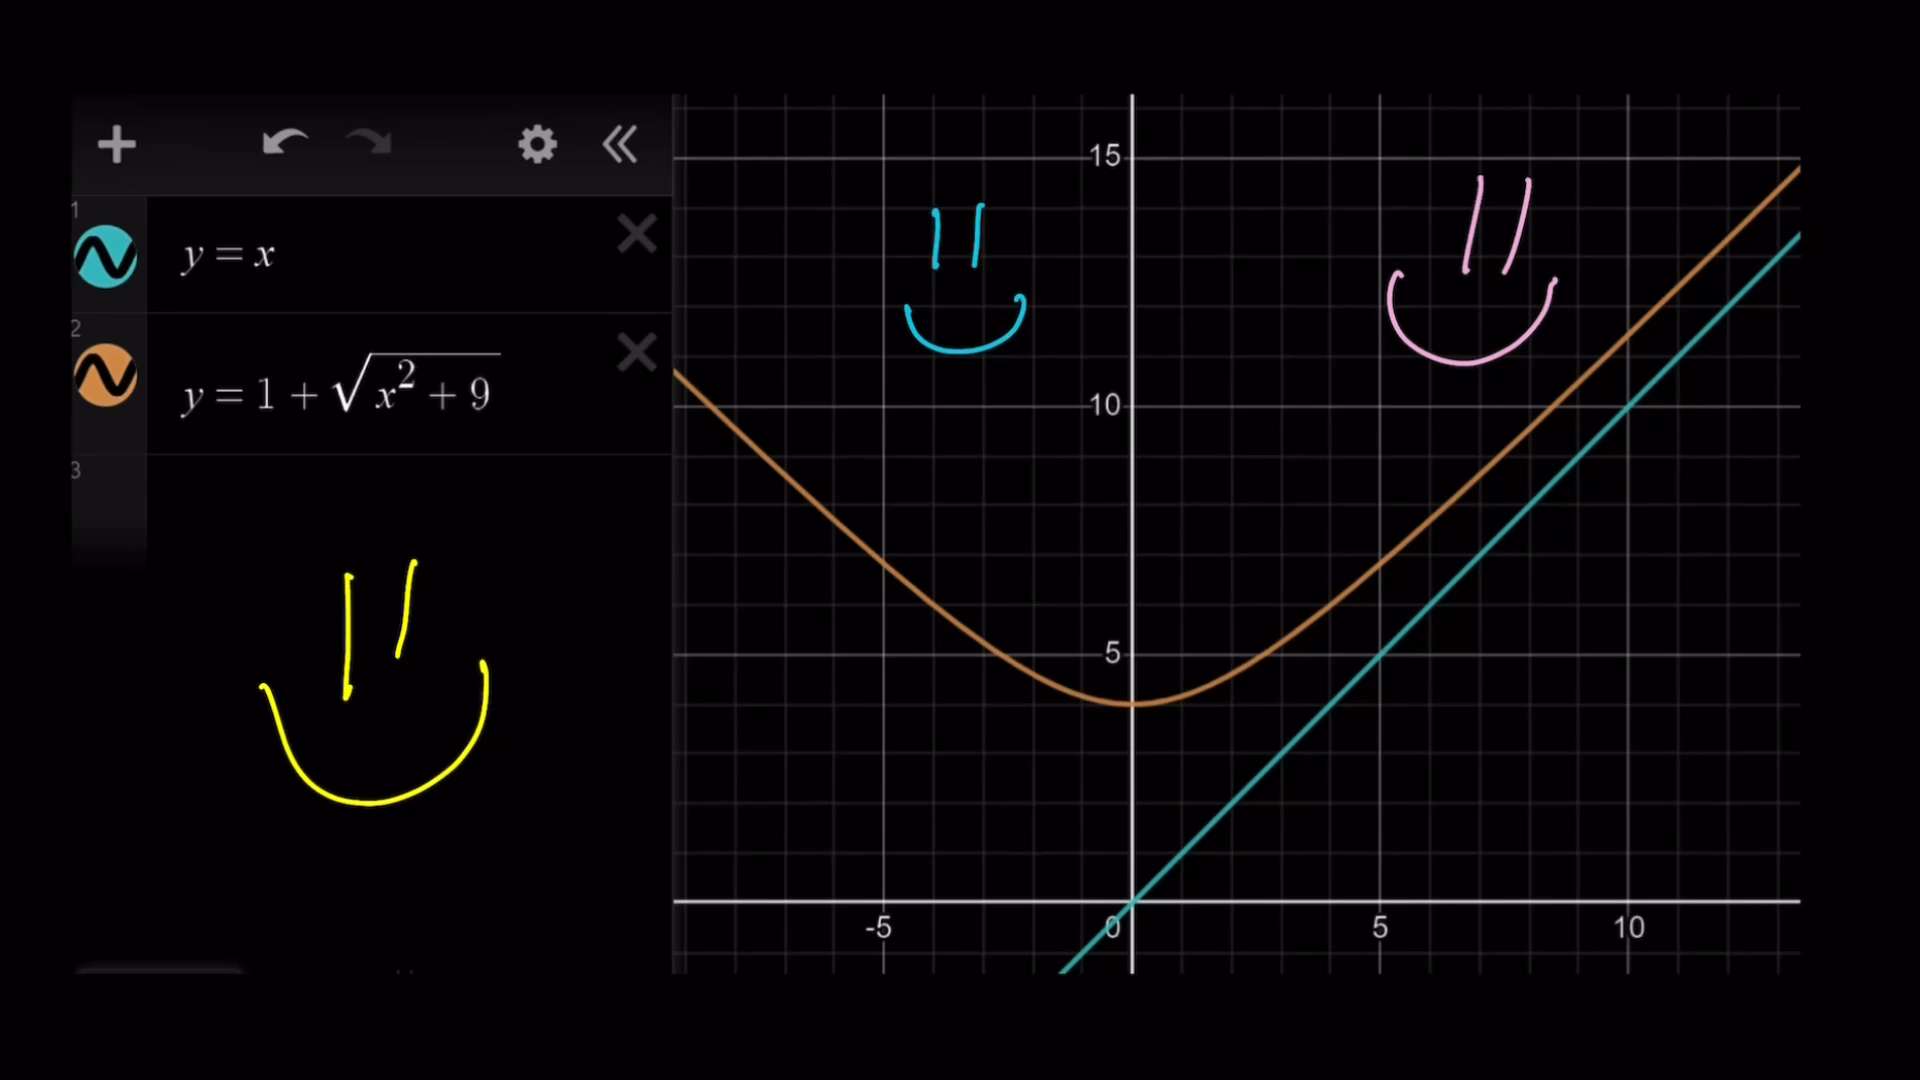 1
y = x
2
y = 1 + √(x² + 9)
3
15
10
5
-5 0 5 10